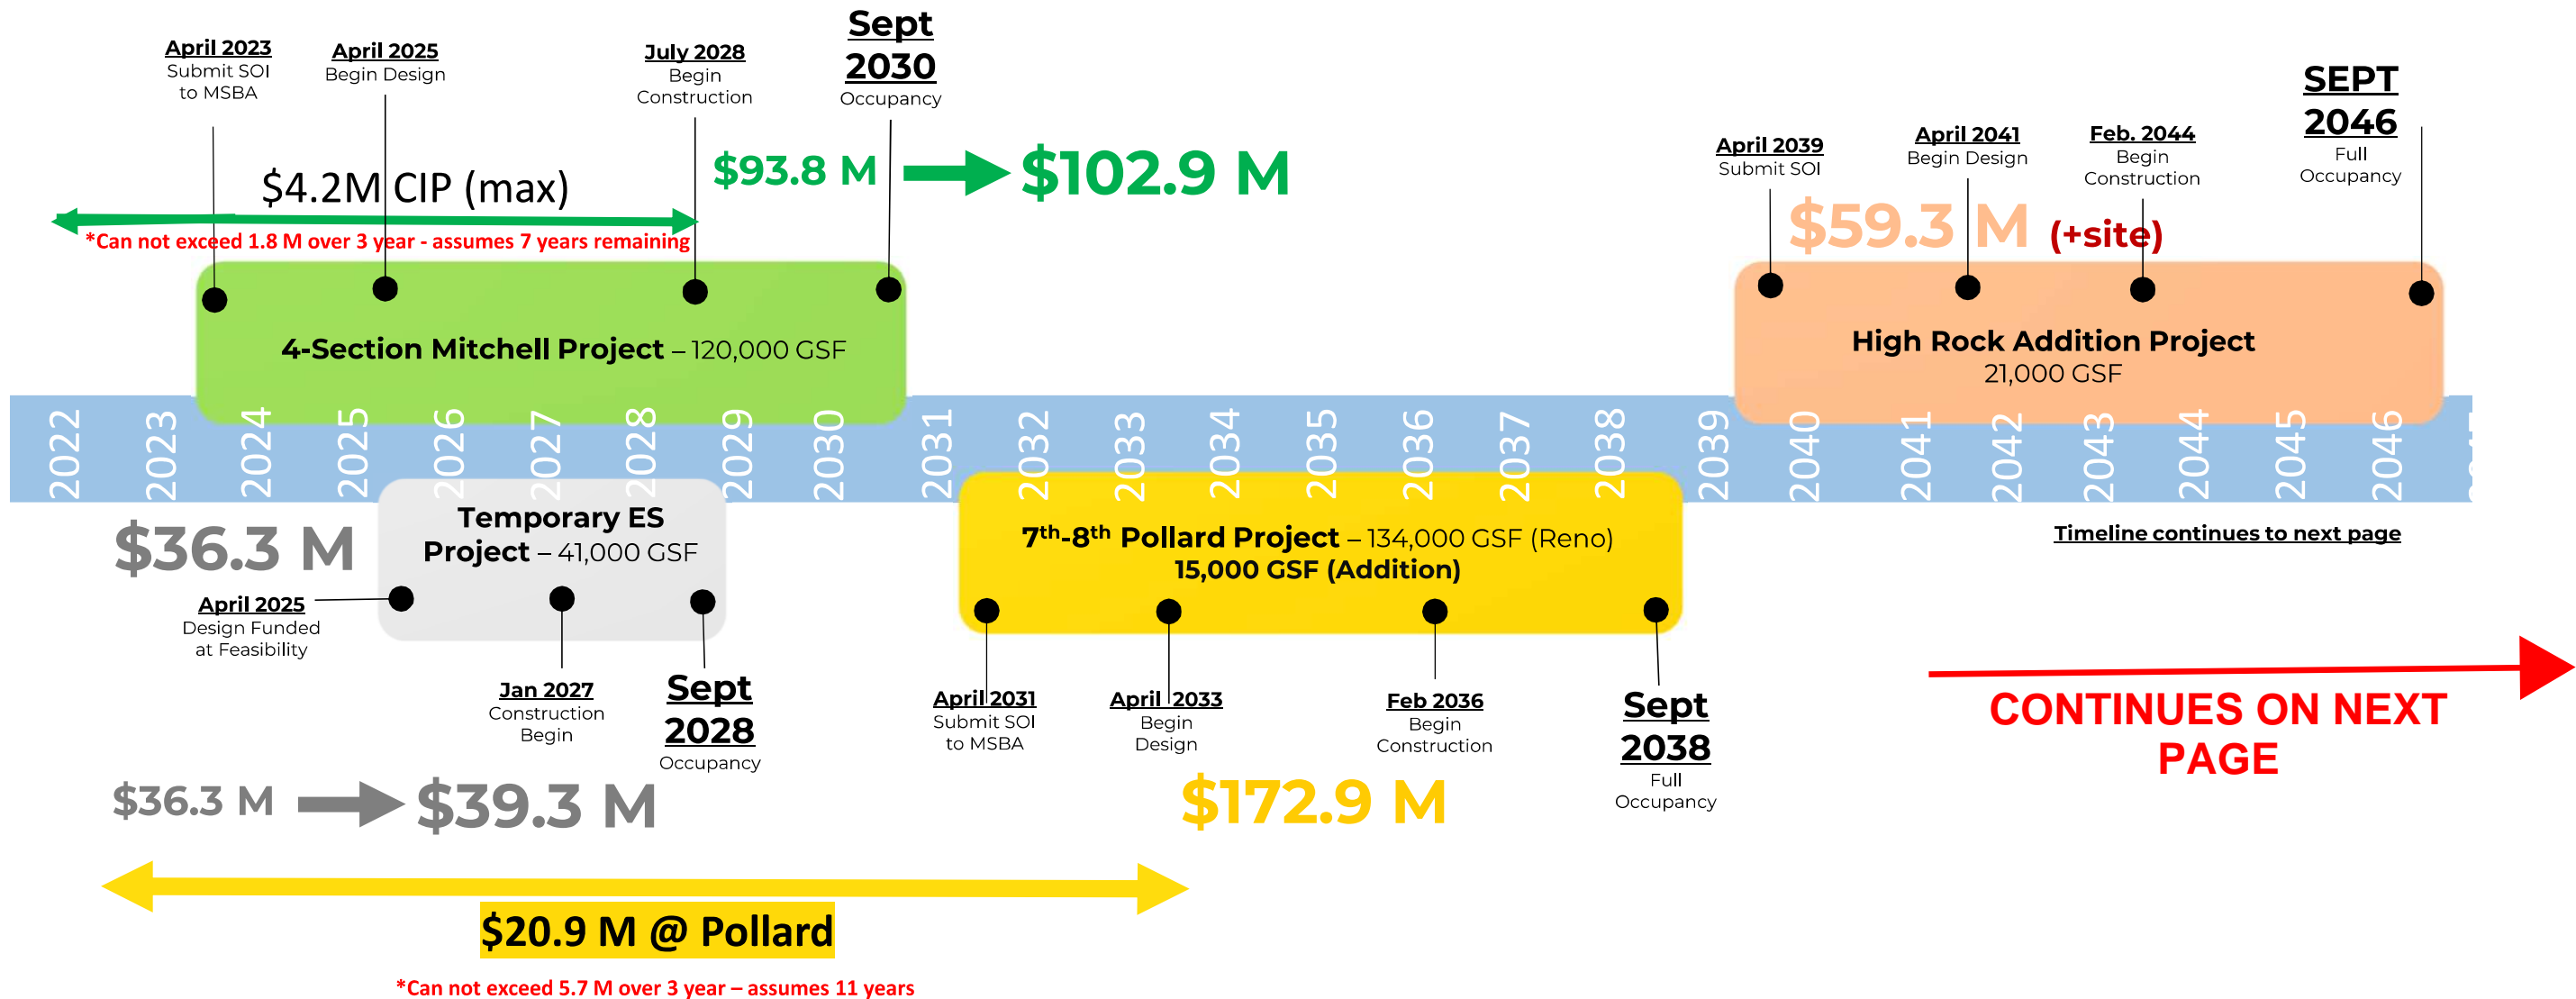 April 2023
Submit SOI
to MSBA
April 2025
Begin Design
July 2028
Begin
Construction
Sept
2030
Occupancy
$4.2M CIP (max)
*Can not exceed 1.8 M over 3 year - assumes 7 years remaining
$93.8 M
$102.9 M
April 2039
Submit SOI
April 2041
Begin Design
Feb. 2044
Begin
Construction
SEPT
2046
Full
Occupancy
$59.3 M (+site)
4-Section Mitchell Project – 120,000 GSF
High Rock Addition Project
21,000 GSF
2022
2023
2024
2025
2026
2027
2028
2029
2030
2031
2032
2033
2034
2035
2036
2037
2038
2039
2040
2041
2042
2043
2044
2045
2046
$36.3 M
Temporary ES
Project – 41,000 GSF
April 2025
Design Funded
at Feasibility
Jan 2027
Construction
Begin
Sept
2028
Occupancy
$36.3 M
$39.3 M
7th-8th Pollard Project – 134,000 GSF (Reno)
15,000 GSF (Addition)
April 2031
Submit SOI
to MSBA
April 2033
Begin
Design
Feb 2036
Begin
Construction
Sept
2038
Full
Occupancy
$172.9 M
Timeline continues to next page
CONTINUES ON NEXT
PAGE
$20.9 M @ Pollard
*Can not exceed 5.7 M over 3 year – assumes 11 years